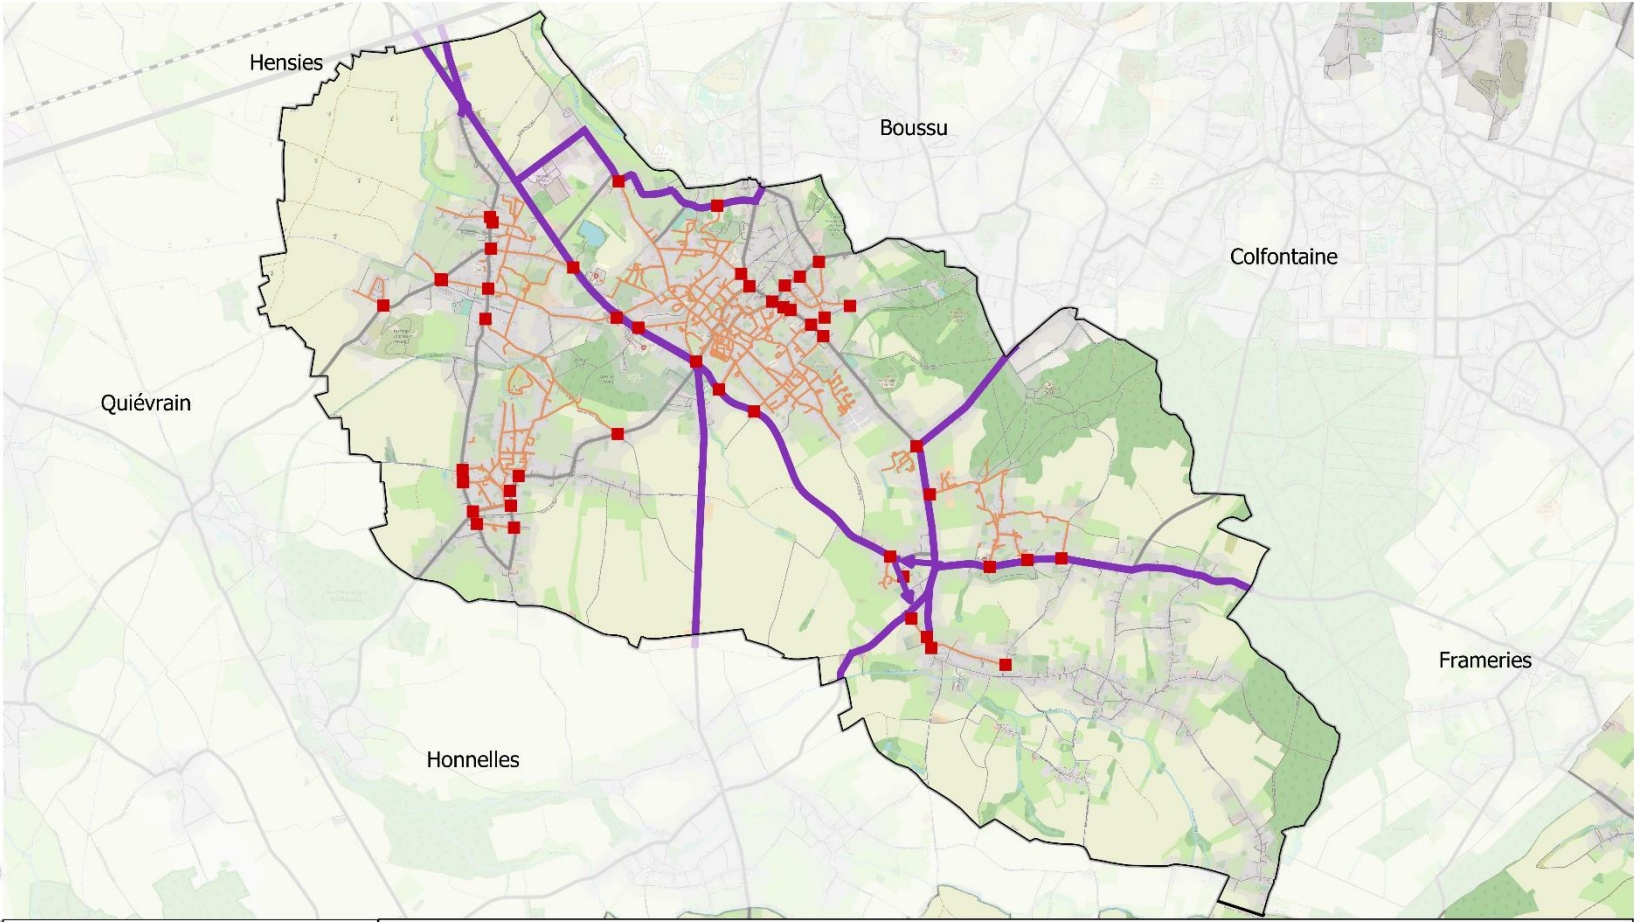 Hensies
Boussu
Colfontaine
Quiévrain
Frameries
Honnelles